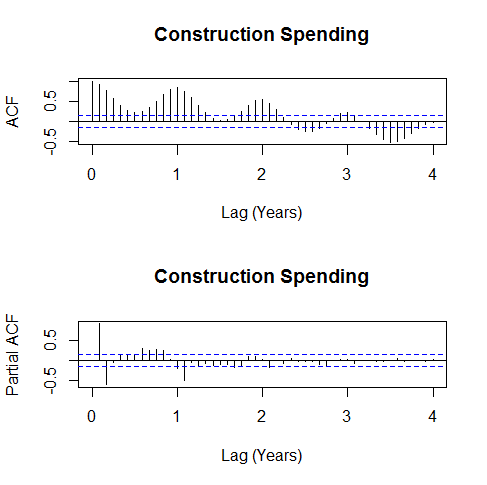 Construction Spending
ACF
0.5
-0.5
0 1 2 3 4
Lag (Years)
Construction Spending
Partial ACF
0.5
-0.5
0 1 2 3 4
Lag (Years)